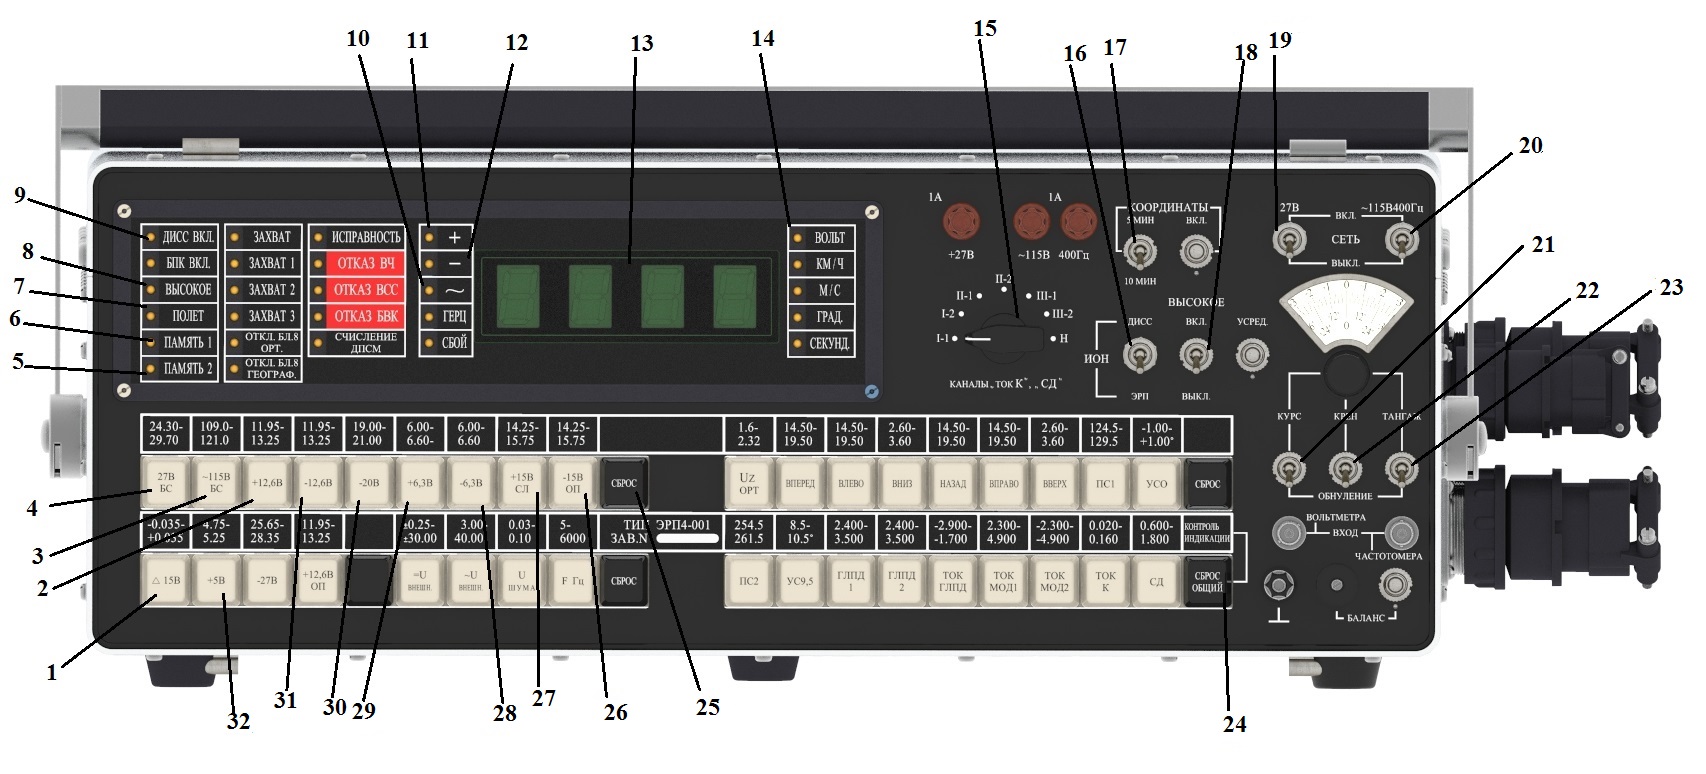 10 11 12 13 14 15 16 17 18 19 20
9
8
7
6
5
ДИСС ВКЛ.
БПК ВКЛ.
ВЫСОКОЕ
ПОЛЕТ
ПАМЯТЬ 1
ПАМЯТЬ 2
ЗАХВАТ
ЗАХВАТ 1
ЗАХВАТ 2
ЗАХВАТ 3
ОТКЛ. БЛ.8
ОРТ.
ОТКЛ. БЛ.8
ГЕОГРАФ.
ИСПРАВНОСТЬ
ОТКАЗ ВЧ
ОТКАЗ ВСС
ОТКАЗ БВК
СЧИСЛЕНИЕ
ДПСМ
+
−
~
ГЕРЦ
СБОЙ
ВОЛЬТ
КМ/Ч
М/С
ГРАД.
СЕКУНД.
1А 1А
+27В ~115В 400Гц
II-2
II-1 III-1
I-2 III-2
I-1 Н
КАНАЛЫ„ ТОК К", „ СД"
КООРДИНАТЫ
5МИН ВКЛ.
10 МИН
ВЫСОКОЕ
ДИСС ВКЛ. УСРЕД.
ИОН
ЭРП ВЫКЛ.
27В ~115В400Гц
ВКЛ.
СЕТЬ
ВЫКЛ.
3 2 -1 0 1 2 3
24° 12° 0 12° 24°
21
22
23
КУРС КРЕН ТАНГАЖ
ОБНУЛЕНИЕ
ВОЛЬТМЕТРА
ВХОД
ЧАСТОТОМЕРА
БАЛАНС
24.30- 109.0- 11.95- 11.95- 19.00- 6.00- 6.00- 14.25- 14.25-
29.70 121.0 13.25 13.25 21.00 6.60- 6.60 15.75 15.75
27В ~115В +12,6В -12,6В -20В +6,3В -6,3В +15В -15В СБРОС
БС БС СЛ ОП
-0.035- 4.75- 25.65- 11.95- ±0.25- 3.00- 0.03- 5- ТИП ЭРП4-001
+0.035 5.25 28.35 13.25 ±30.00 40.00 0.10 6000 ЗАВ.N
△ 15В +5В -27В +12,6В =U ~U U F Гц СБРОС
ОП ВНЕШН. ВНЕШН. ШУМА
1.6- 14.50- 14.50- 2.60- 14.50- 14.50- 2.60- 124.5- -1.00-
2.32 19.50 19.50 3.60 19.50 19.50 3.60 129.5 +1.00°
UZ ВПЕРЕД ВЛЕВО ВНИЗ НАЗАД ВПРАВО ВВЕРХ ПС1 УСО СБРОС
ОРТ
254.5 8.5- 2.400- 2.400- -2.900- 2.300- -2.300- 0.020- 0.600- КОНТРОЛЬ
261.5 10.5° 3.500 3.500 -1.700 4.900 -4.900 0.160 1.800 ИНДИКАЦИИ
ПС2 УС9,5 ГЛПД ГЛПД ТОК ТОК ТОК ТОК СД СБРОС
1 2 ГЛПД МОД1 МОД2 К ОБЩИЙ
4
3
2
1
32 31 30 29 28 27 26 25 24